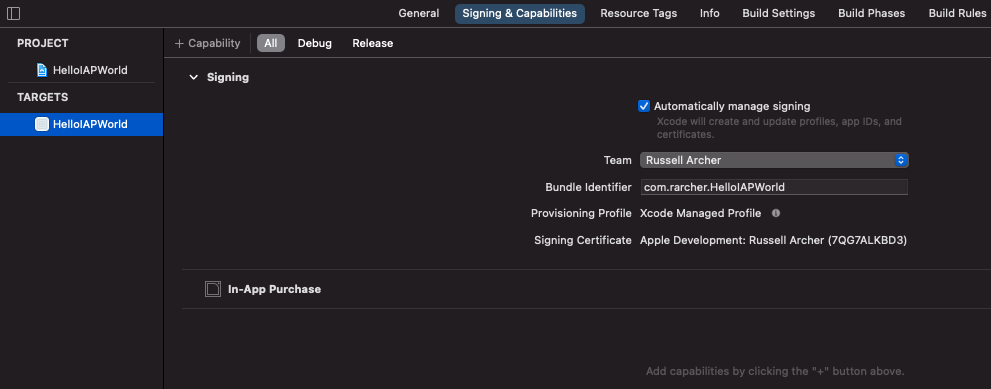 General Signing & Capabilities Resource Tags Info Build Settings Build Phases Build Rules
PROJECT
HelloIAPWorld
TARGETS
HelloIAPWorld
+ Capability All Debug Release
Signing
Automatically manage signing
Xcode will create and update profiles, app IDs, and
certificates.
Team Russell Archer
Bundle Identifier com.rarcher.HelloIAPWorld
Provisioning Profile Xcode Managed Profile
Signing Certificate Apple Development: Russell Archer (7QG7ALKBD3)
In-App Purchase
Add capabilities by clicking the "+" button above.